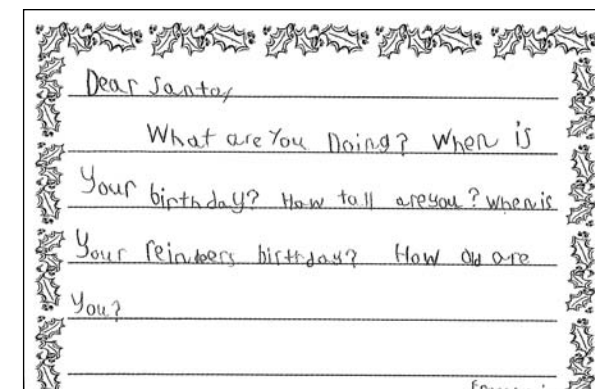 Dear Santa,
What are You Doing? When is
Your birthday? How tall are you? When is
Your reindeers birthday? How old are
You?